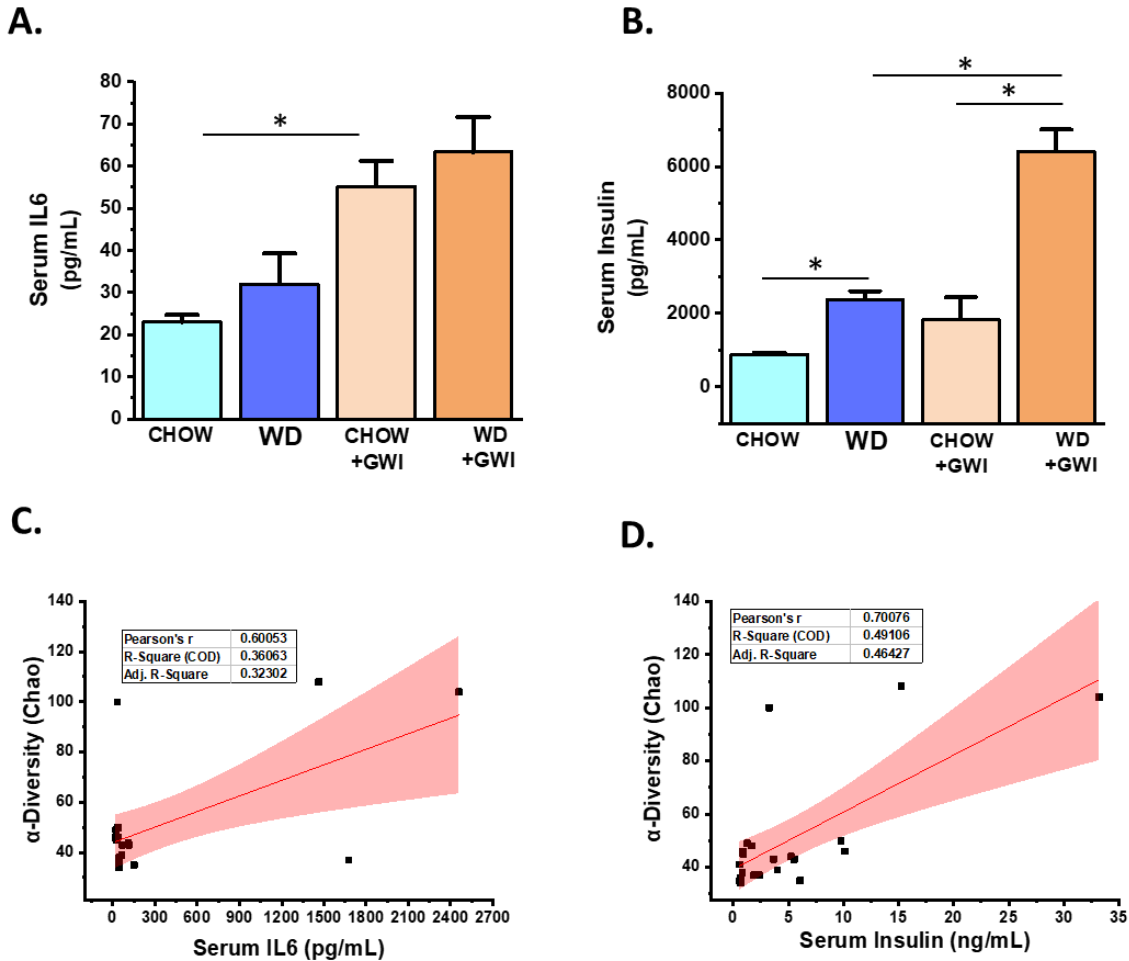 A.
80
70
60
50
40
30
20
10
0
Serum IL6
(pg/mL)
*
CHOW
WD
CHOW
+GWI
WD
+GWI
B.
8000
6000
4000
2000
0
Serum Insulin
(pg/mL)
*
*
*
CHOW
WD
CHOW
+GWI
WD
+GWI
C.
140
120
100
80
60
40
α-Diversity (Chao)
Pearson's r 0.60053
R-Square (COD) 0.36063
Adj. R-Square 0.32302
0 300 600 900 1200 1500 1800 2100 2400 2700
Serum IL6 (pg/mL)
D.
140
120
100
80
60
40
α-Diversity (Chao)
Pearson's r 0.70076
R-Square (COD) 0.49106
Adj. R-Square 0.46427
0 5 10 15 20 25 30 35
Serum Insulin (ng/mL)